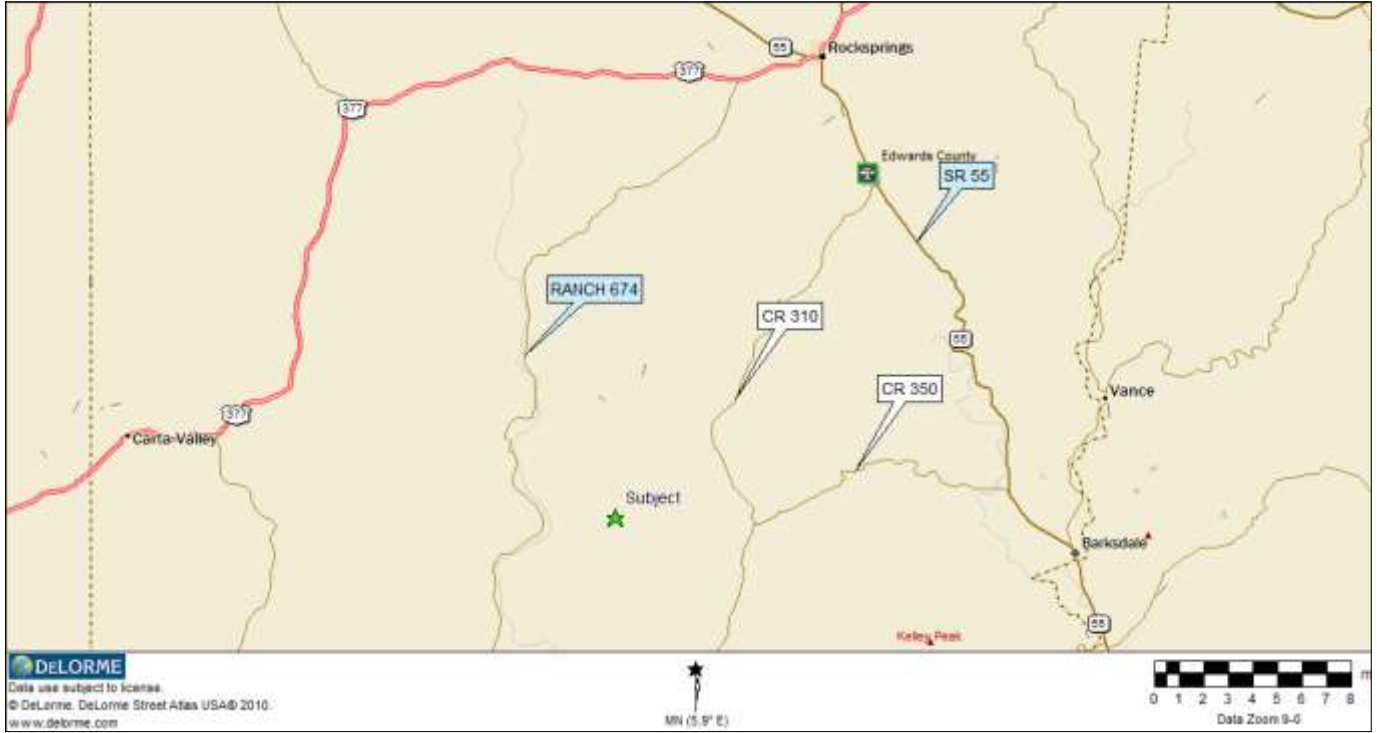 55
Rocksprings
377
377
Edwards County
SR 55
RANCH 674
CR 310
55
CR 350
Vance
377
Carta Valley
Subject
Barksdale
55
Kelley Peak
DELORME
Data use subject to license.
© DeLorme. DeLorme Street Atlas USA® 2010.
www.delorme.com
MN (5.9° E)
0 1 2 3 4 5 6 7 8
Data Zoom 9-0